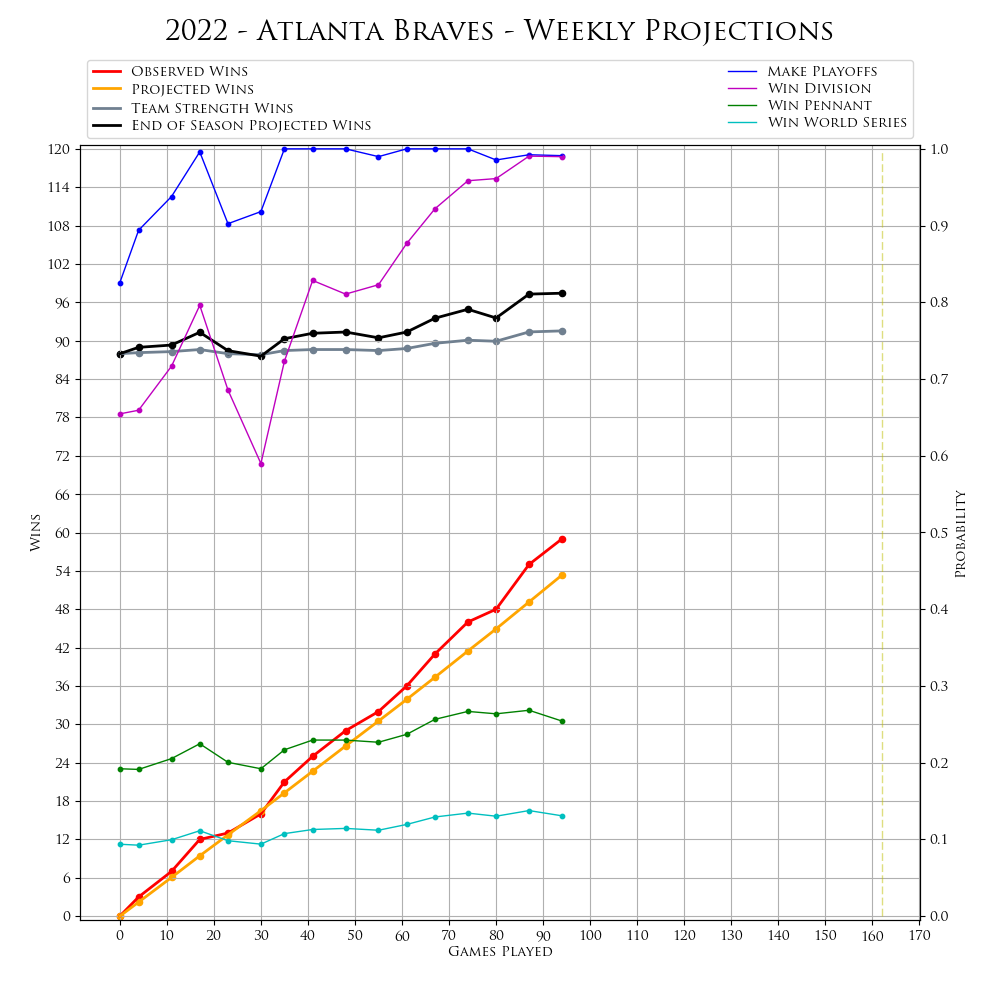 2022 - Atlanta Braves - Weekly Projections
Observed Wins
Projected Wins
Team Strength Wins
End of Season Projected Wins
Make Playoffs
Win Division
Win Pennant
Win World Series
120
114
108
102
96
90
84
78
72
66
60
54
48
42
36
30
24
18
12
6
0
Wins
1.0
0.9
0.8
0.7
0.6
0.5
0.4
0.3
0.2
0.1
0.0
Probability
0 10 20 30 40 50 60 70 80 90 100 110 120 130 140 150 160 170
Games Played